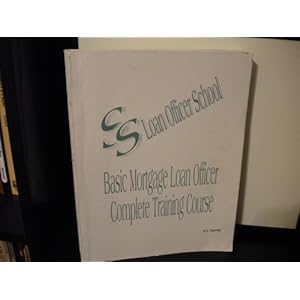 SS Loan Officer School
Basic Mortgage Loan Officer
Complete Training Course